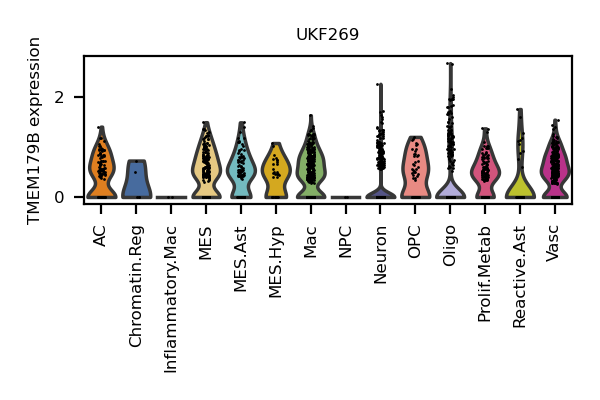 UKF269
TMEM179B expression
2
0
AC
Chromatin.Reg
Inflammatory.Mac
MES
MES.Ast
MES.Hyp
Mac
NPC
Neuron
OPC
Oligo
Prolif.Metab
Reactive.Ast
Vasc